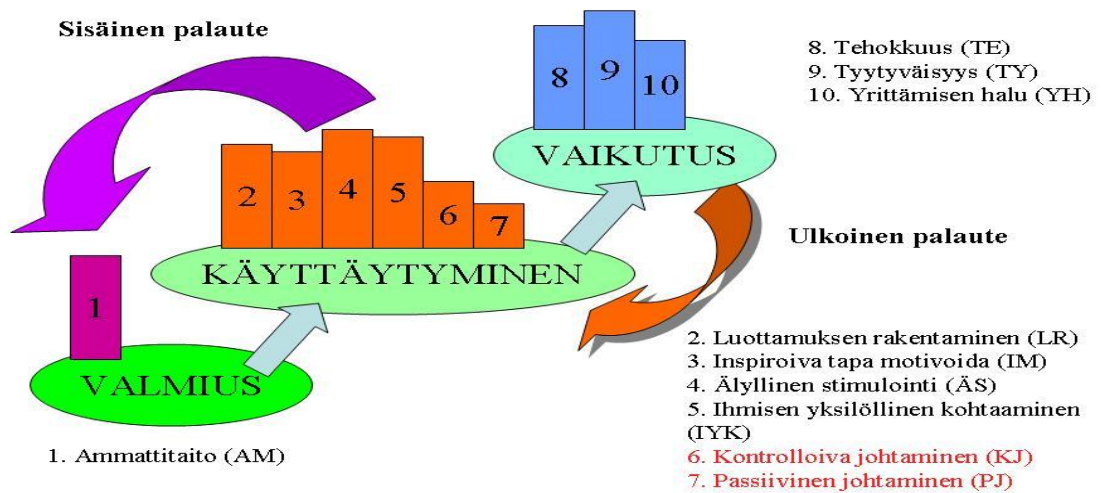 Sisäinen palaute
8
9
10
8. Tehokkuus (TE)
9. Tyytyväisyys (TY)
10. Yrittämisen halu (YH)
VAIKUTUS
2
3
4
5
6
7
Ulkoinen palaute
KÄYTTÄYTYMINEN
1
VALMIUS
1. Ammattitaito (AM)
2. Luottamuksen rakentaminen (LR)
3. Inspiroiva tapa motivoida (IM)
4. Älyllinen stimulointi (ÄS)
5. Ihmisen yksilöllinen kohtaaminen
(IYK)
6. Kontrolloiva johtaminen (KJ)
7. Passiivinen johtaminen (PJ)